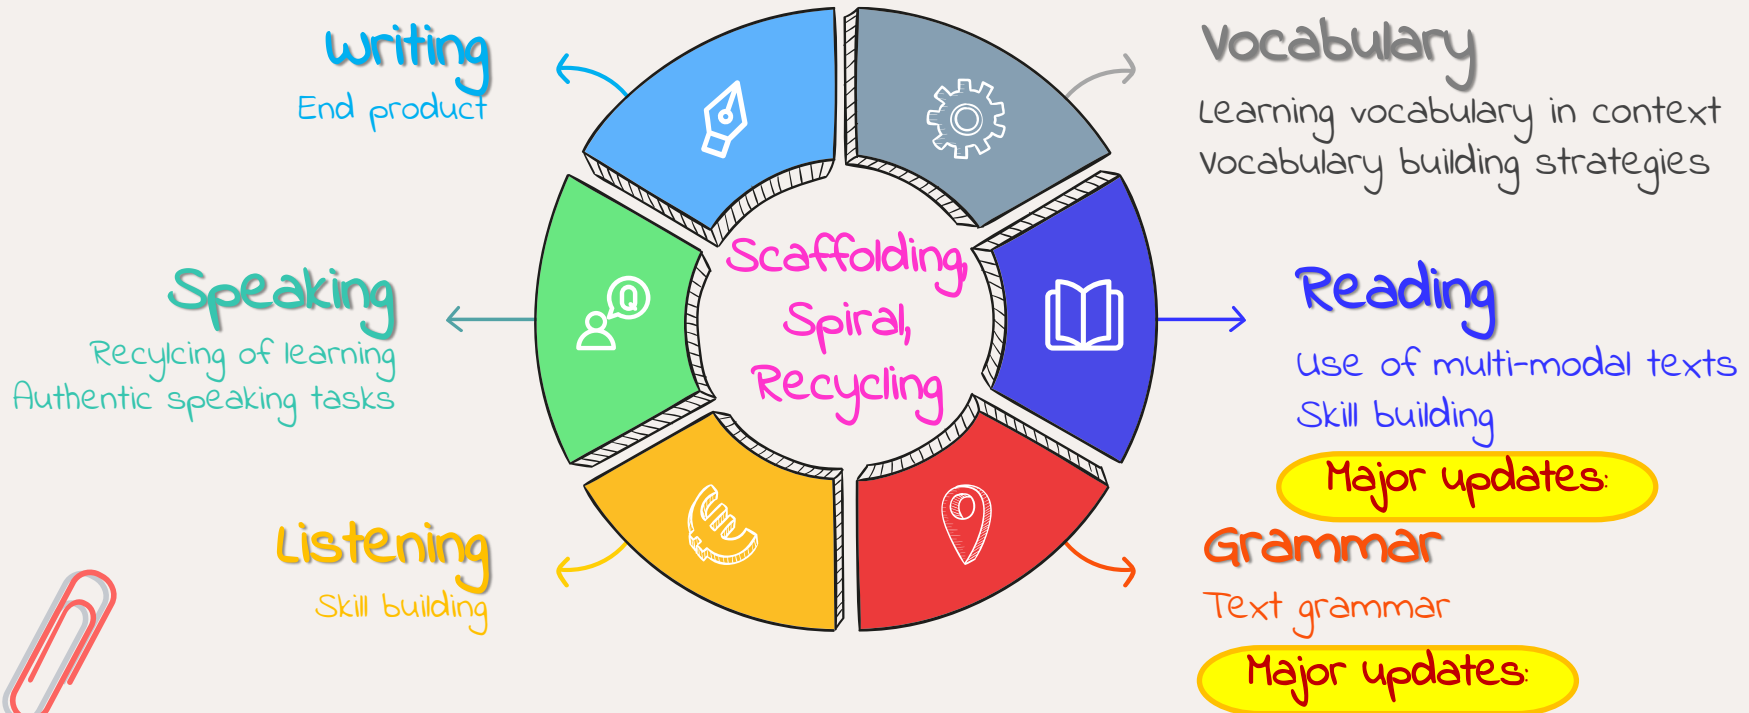 Writing
End product
Vocabulary
Learning vocabulary in context
Vocabulary building strategies
Scaffolding,
Spiral,
Recycling
Speaking
Recylcing of learning
Authentic speaking tasks
Q
Reading
Use of multi-modal texts
Skill building
Major updates:
Listening
Skill building
Grammar
Text grammar
Major updates: